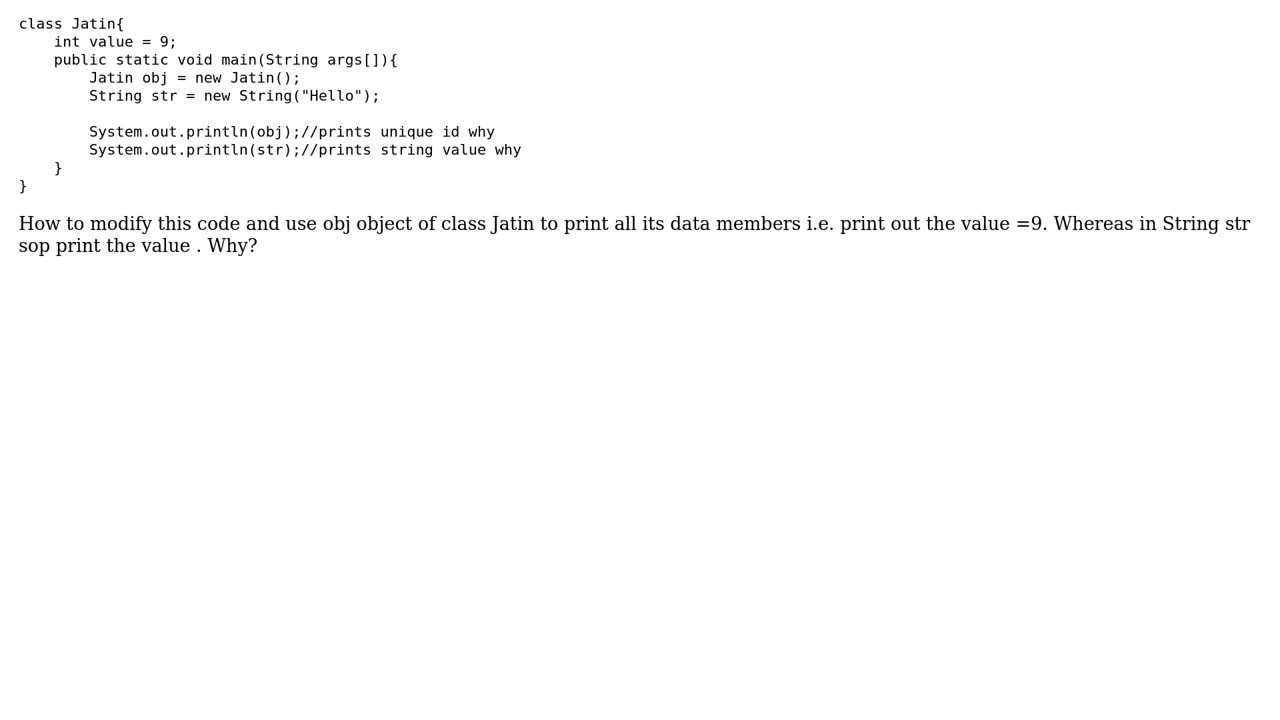 class Jatin{
    int value = 9;
    public static void main(String args[]){
        Jatin obj = new Jatin();
        String str = new String("Hello");

        System.out.println(obj);//prints unique id why
        System.out.println(str);//prints string value why
    }
}
How to modify this code and use obj object of class Jatin to print all its data members i.e. print out the value =9. Whereas in String str
sop print the value . Why?